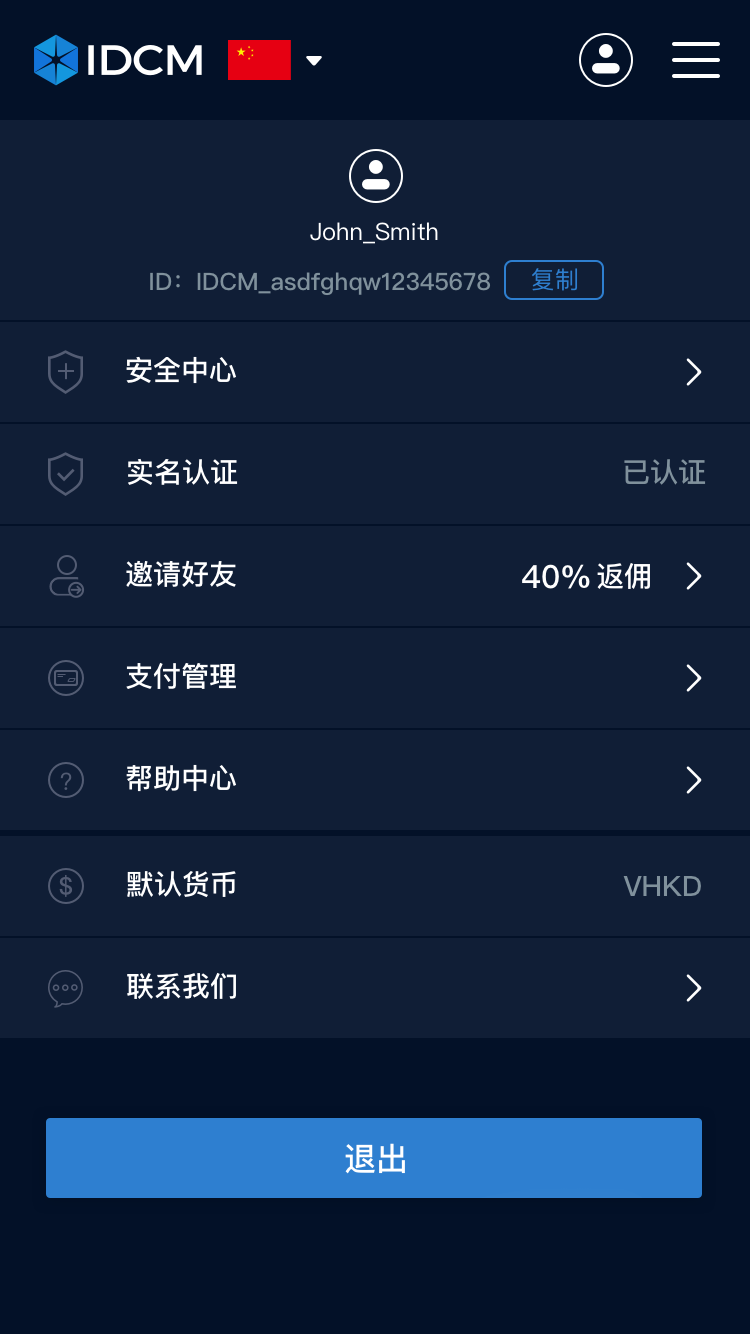 IDCM
John_Smith
ID：IDCM_asdfghqw12345678 复制
安全中心
实名认证 已认证
邀请好友 40% 返佣
支付管理
帮助中心
默认货币 VHKD
联系我们
退出